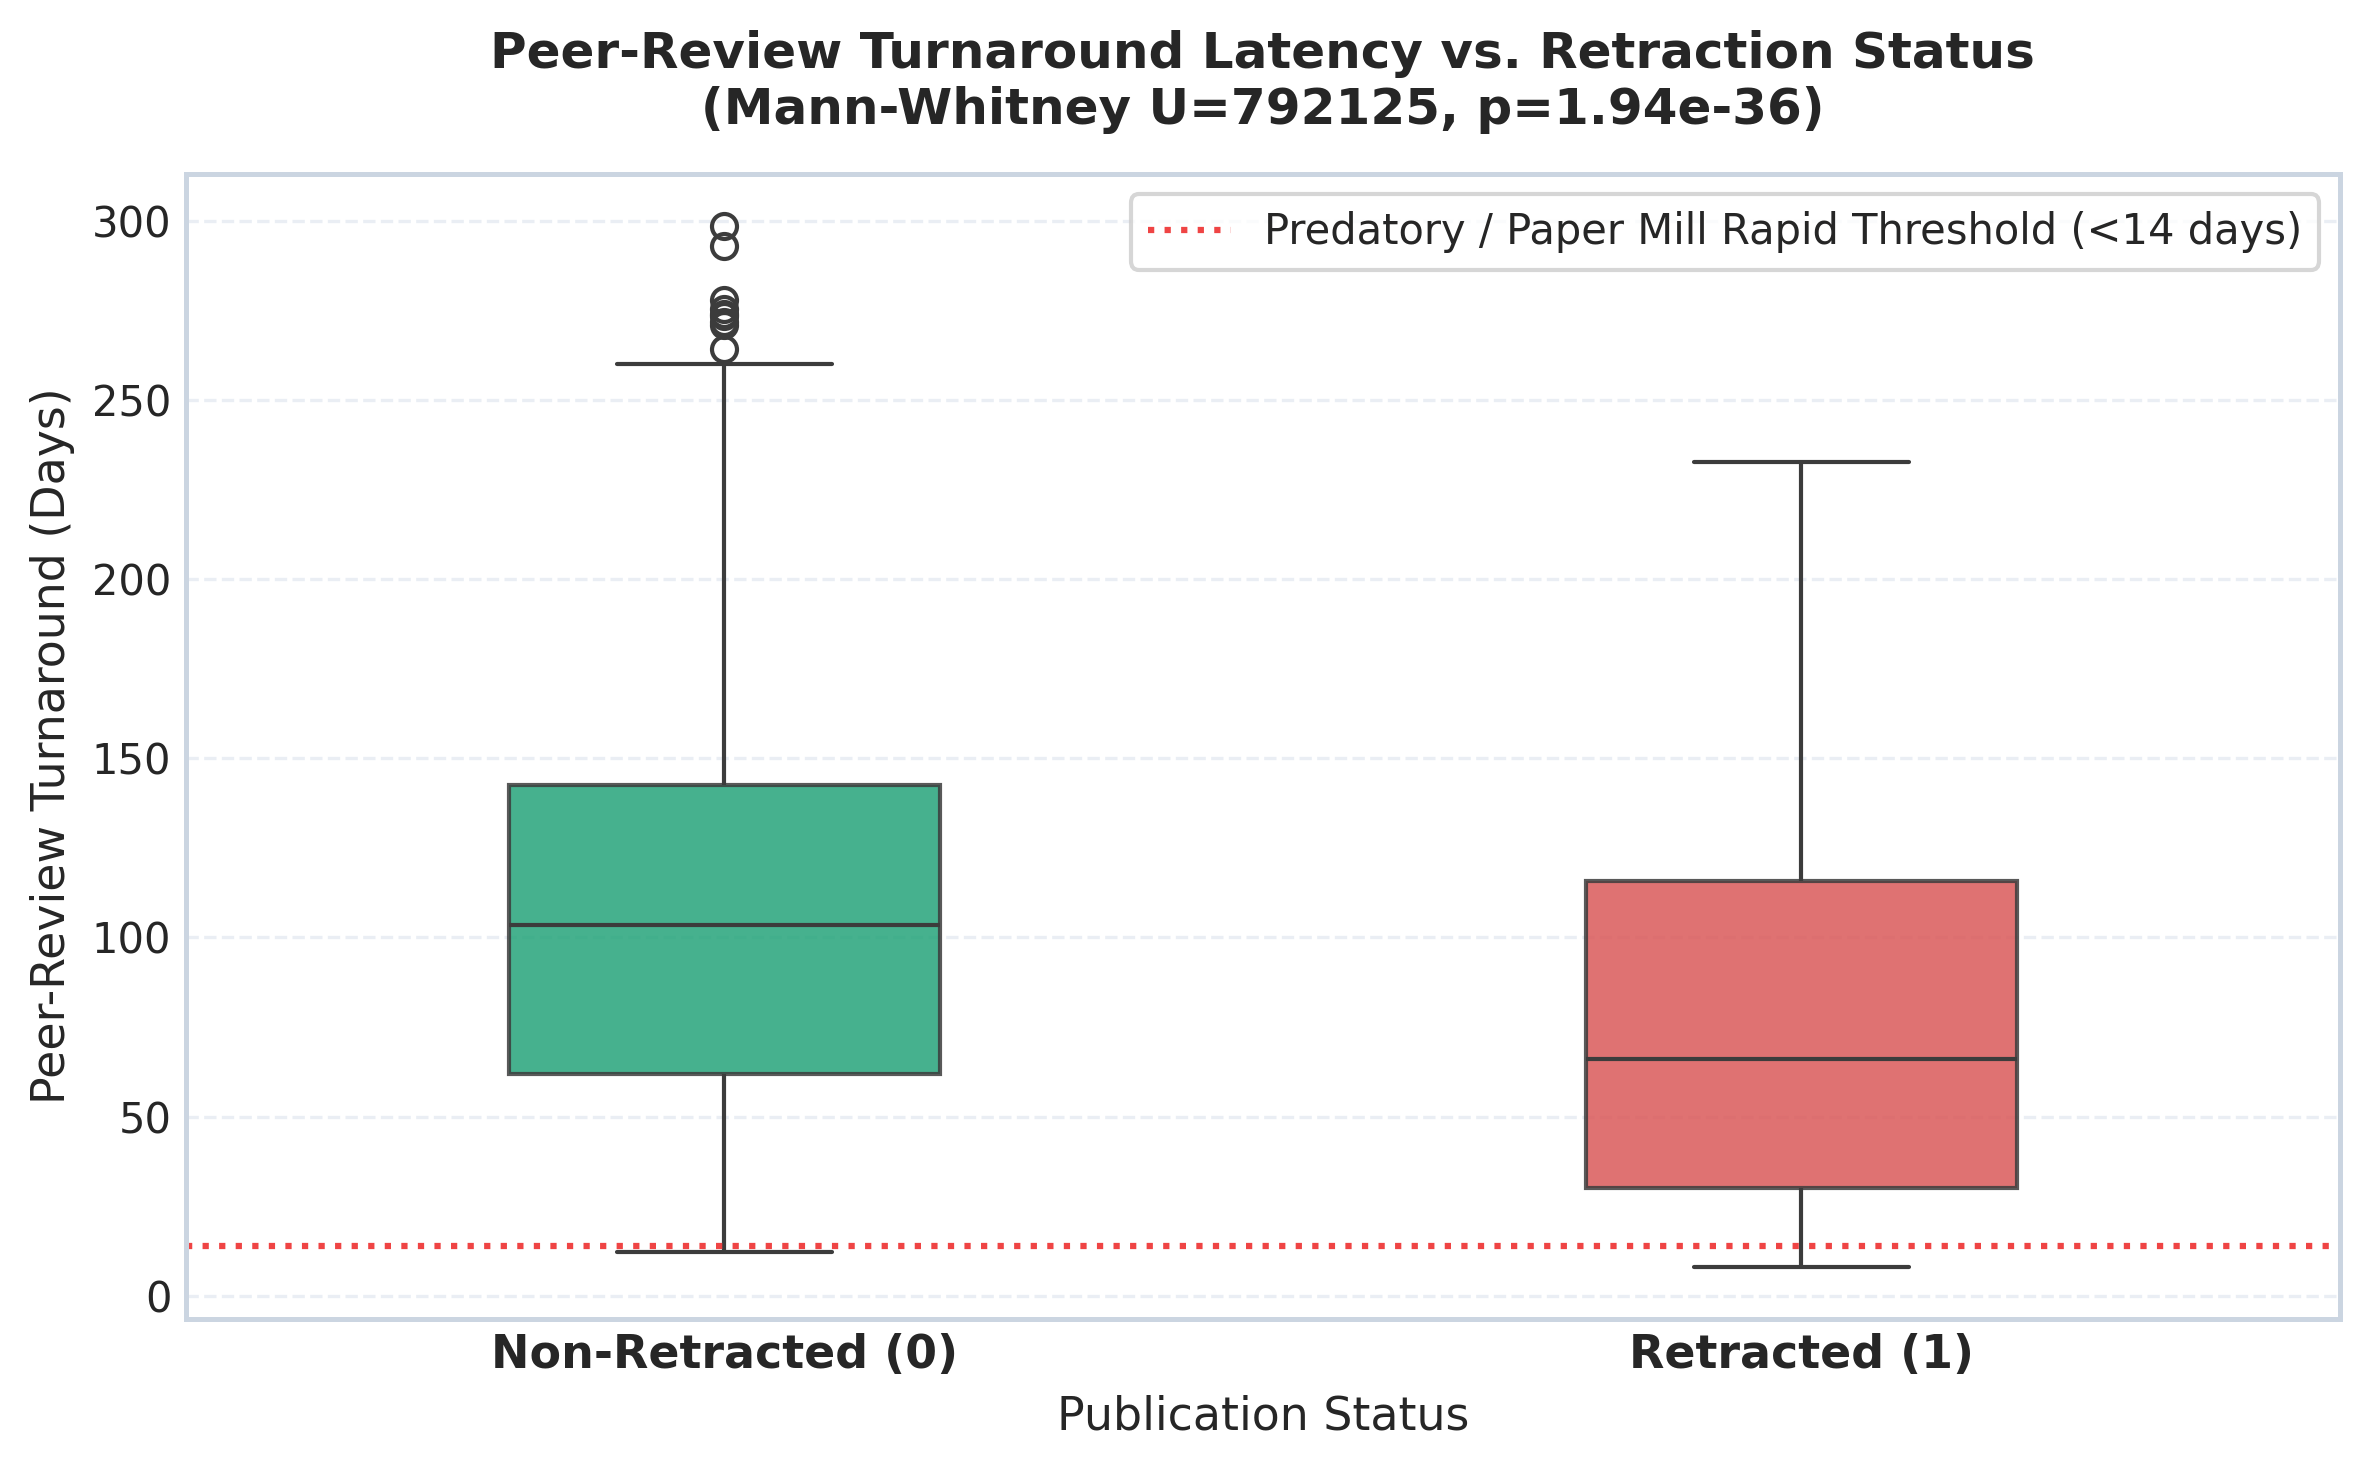 Peer-Review Turnaround Latency vs. Retraction Status
(Mann-Whitney U=792125, p=1.94e-36)
Predatory / Paper Mill Rapid Threshold (<14 days)
Peer-Review Turnaround (Days)
300
250
200
150
100
50
0
Non-Retracted (0)
Retracted (1)
Publication Status